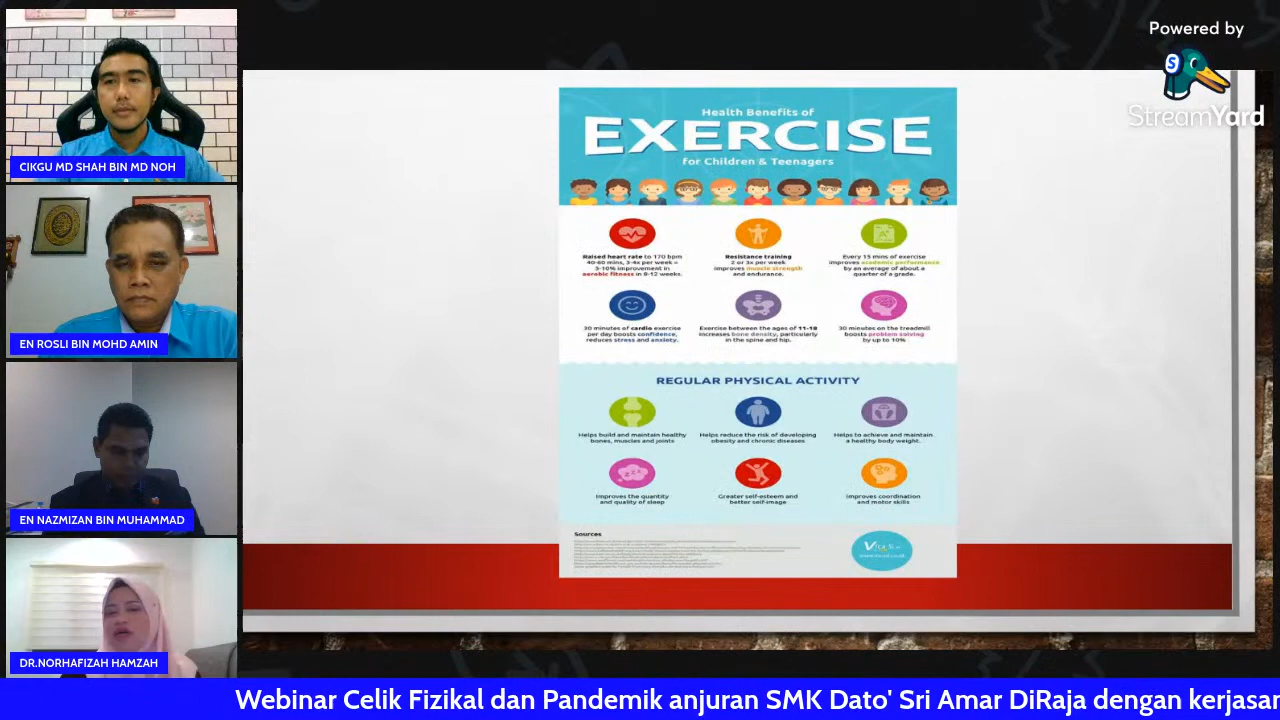 Powered by
StreamYard
CIKGU MD SHAH BIN MD NOH
EN ROSLI BIN MOHD AMIN
EN NAZMIZAN BIN MUHAMMAD
DR.NORHAFIZAH HAMZAH
Health Benefits of
EXERCISE
for Children & Teenagers
Raised heart rate to 170 bpm
40-60 mins, 3-4x per week =
3-10% improvement in
aerobic fitness in 8-12 weeks.
Resistance training
2 or 3x per week
improves muscle strength
and endurance.
Every 15 mins of exercise
improves academic performance
by an average of about a
quarter of a grade.
30 minutes of cardio exercise
per day boosts confidence,
reduces stress and anxiety.
Exercise between the ages of 11-18
increases bone density, particularly
in the spine and hip.
30 minutes on the treadmill
boosts problem solving
by up to 10%
REGULAR PHYSICAL ACTIVITY
Helps build and maintain healthy
bones, muscles and joints
Helps reduce the risk of developing
obesity and chronic diseases
Helps to achieve and maintain
a healthy body weight.
Improves the quantity
and quality of sleep
Greater self-esteem and
better self-image
Improves coordination
and motor skills
Sources
Webinar Celik Fizikal dan Pandemik anjuran SMK Dato' Sri Amar DiRaja dengan kerjasam